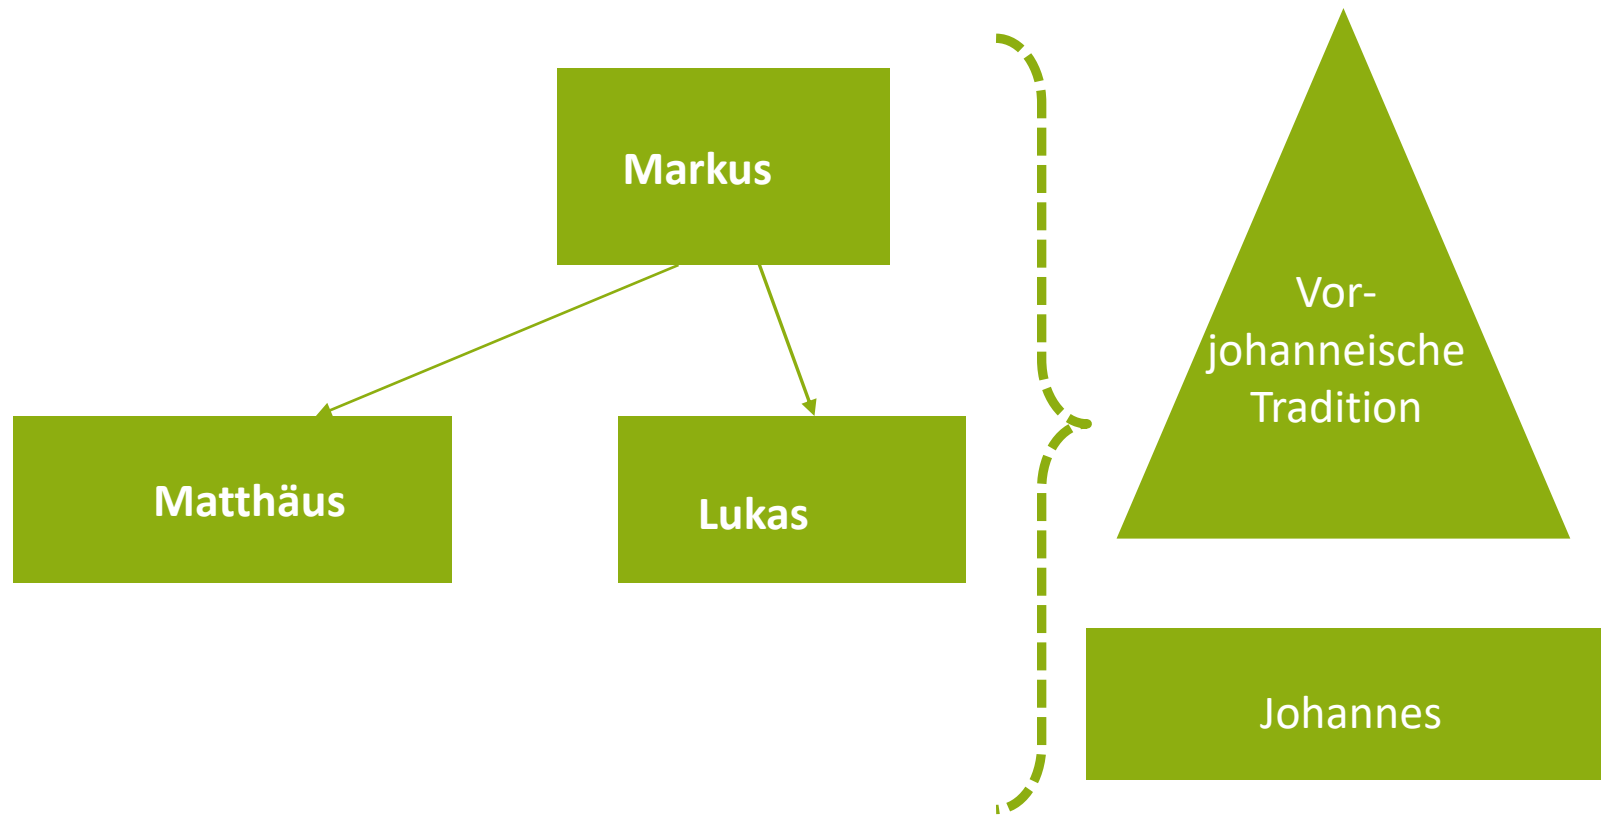 Markus
Matthäus
Lukas
Vor-
johanneische
Tradition
Johannes